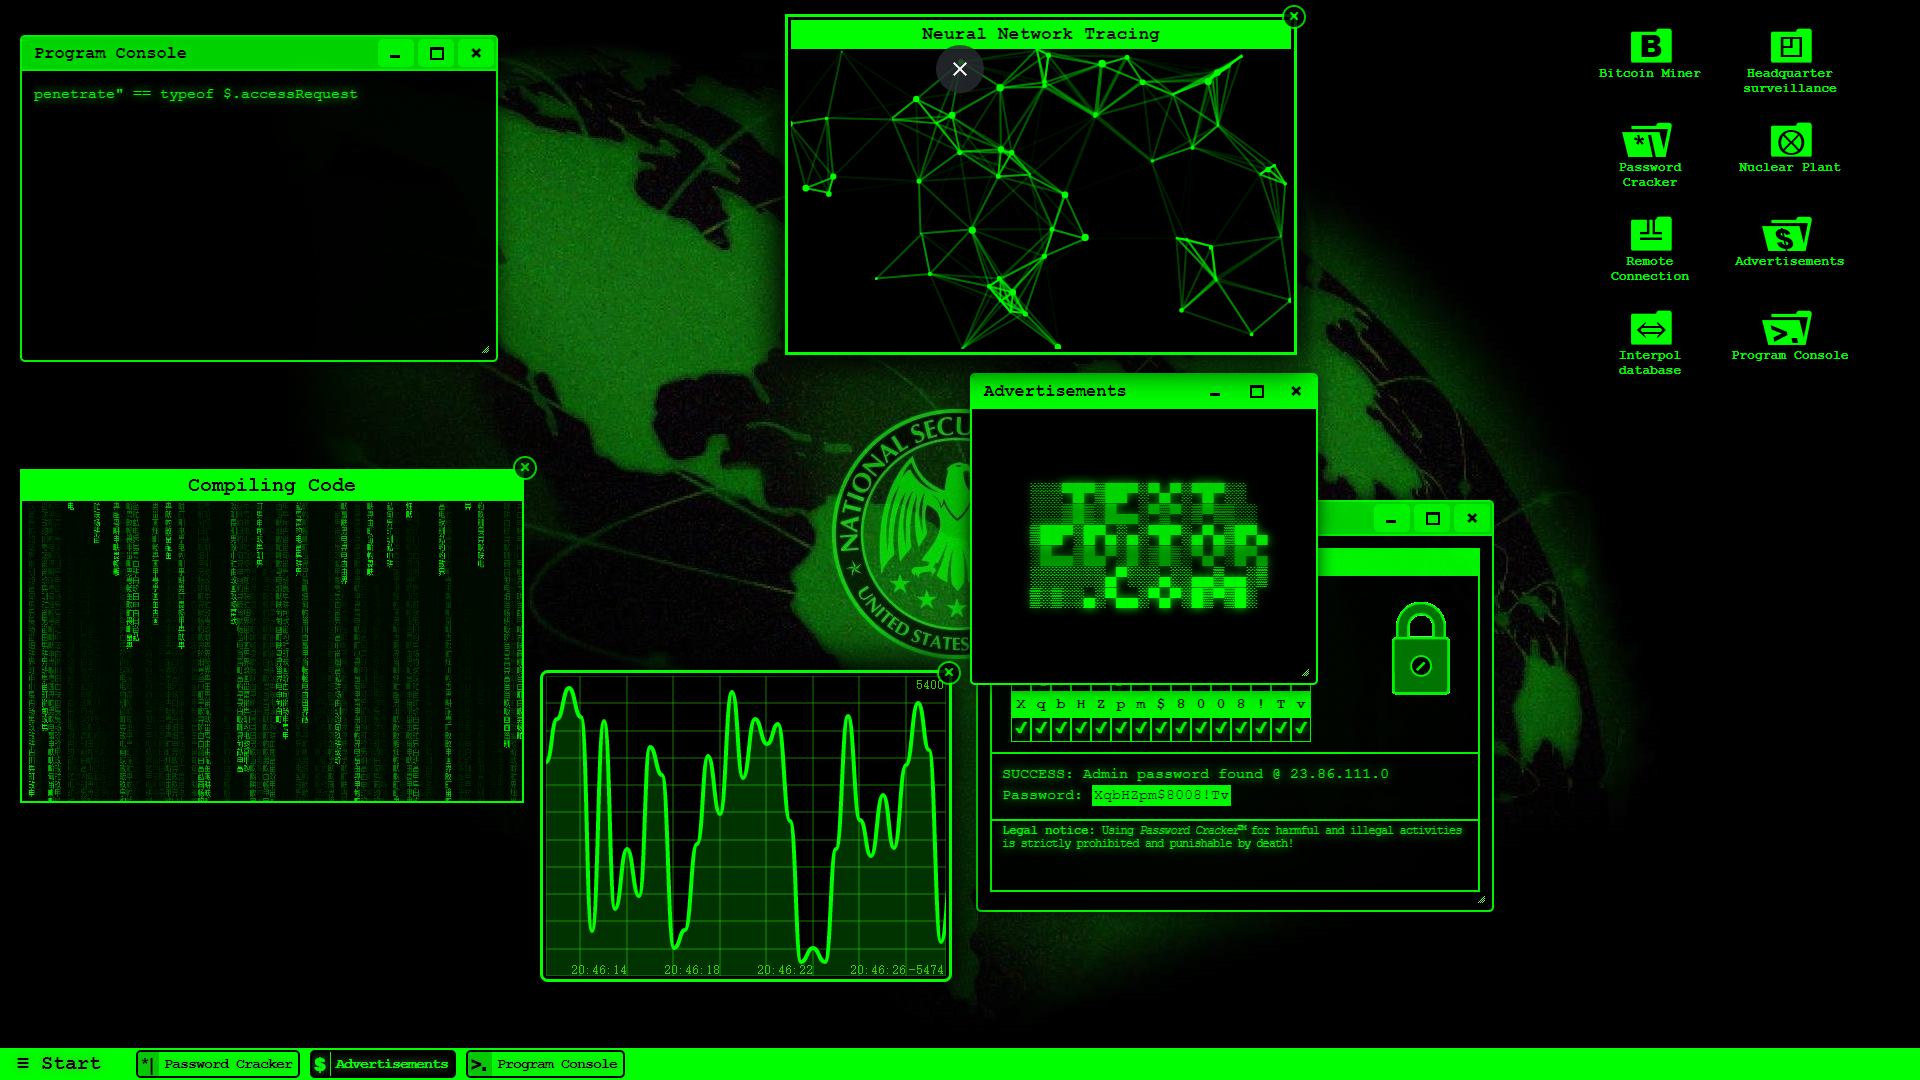 Program Console
penetrate" == typeof $.accessRequest
Neural Network Tracing
Bitcoin Miner
Headquarter
surveillance
Password
Cracker
Nuclear Plant
Remote
Connection
Advertisements
Interpol
database
Program Console
Compiling Code
NATIONAL SECU
UNITED STATES
Advertisements
TEXT
EDITOR
.COM
5400
20:46:14 20:46:18 20:46:22 20:46:26 -5474
X q b H Z p m $ 8 0 0 8 ! T v
SUCCESS: Admin password found @ 23.86.111.0
Password: XqbHZpm$8008!Tv
Legal notice: Using Password Cracker™ for harmful and illegal activities
is strictly prohibited and punishable by death!
≡ Start
*| Password Cracker
$ Advertisements
>. Program Console